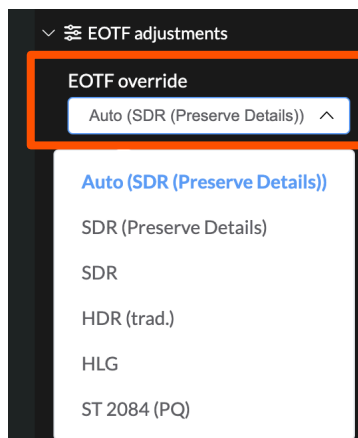 EOTF adjustments
EOTF override
Auto (SDR (Preserve Details))
Auto (SDR (Preserve Details))
SDR (Preserve Details)
SDR
HDR (trad.)
HLG
ST 2084 (PQ)